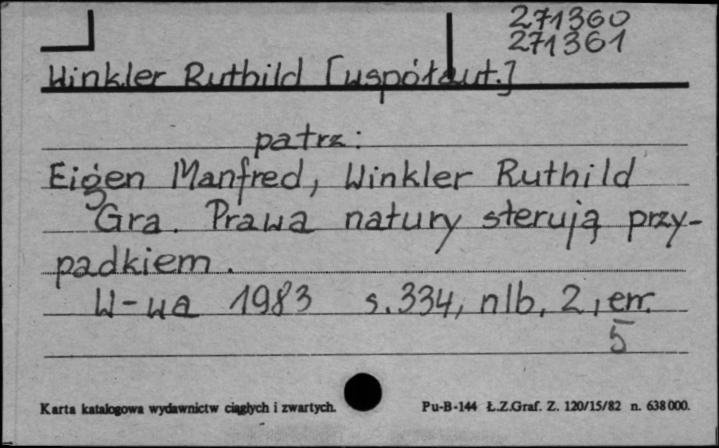 271360
271361
Winkler Ruthild [współaut.]
patrz:
Eigen Manfred, Winkler Ruthild
Gra. Prawa natury sterują przy-
padkiem.
W-wa 1983 s.334, nlb, 2, err.
5
Karta katalogowa wydawnictw ciągłych i zwartych.
Pu-B-144 Ł.Z.Graf. Z. 120/15/82 n. 638000.